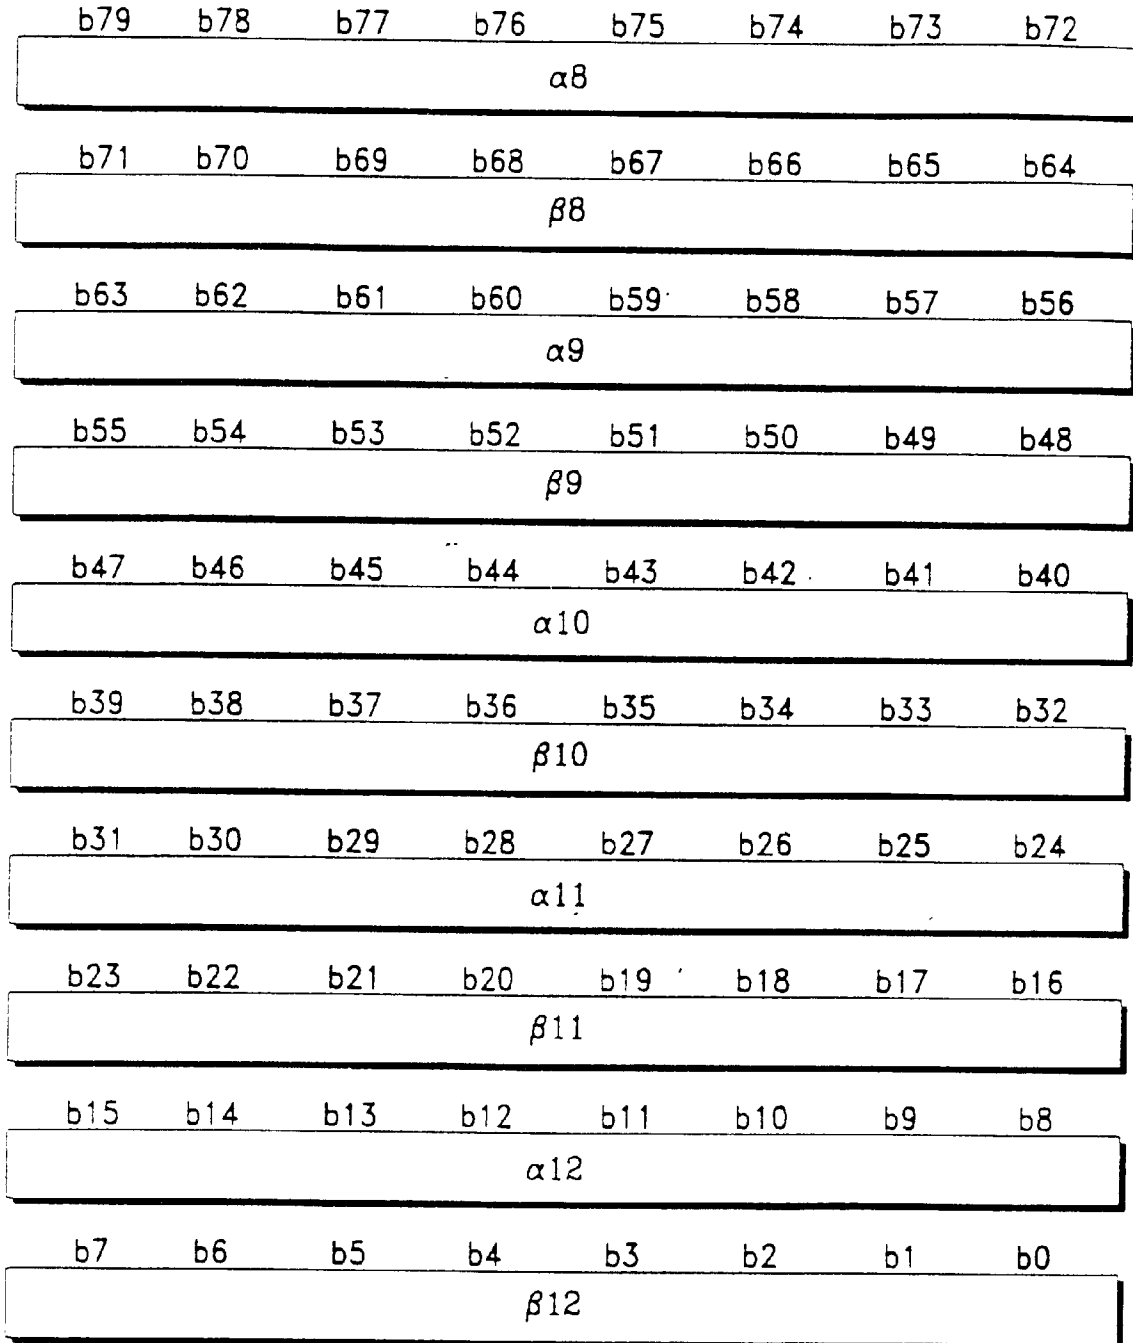 b79 b78 b77 b76 b75 b74 b73 b72
α8
b71 b70 b69 b68 b67 b66 b65 b64
β8
b63 b62 b61 b60 b59 b58 b57 b56
α9
b55 b54 b53 b52 b51 b50 b49 b48
β9
b47 b46 b45 b44 b43 b42 b41 b40
α10
b39 b38 b37 b36 b35 b34 b33 b32
β10
b31 b30 b29 b28 b27 b26 b25 b24
α11
b23 b22 b21 b20 b19 b18 b17 b16
β11
b15 b14 b13 b12 b11 b10 b9 b8
α12
b7 b6 b5 b4 b3 b2 b1 b0
β12